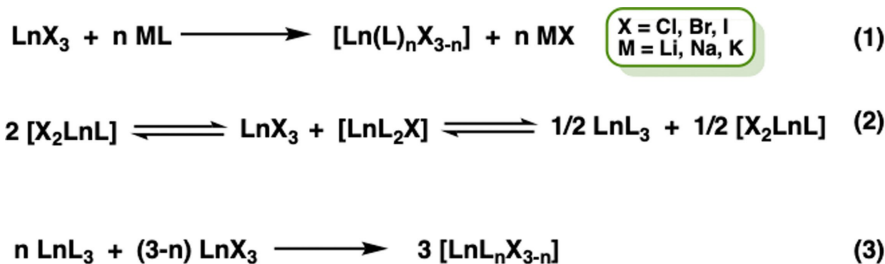 LnX₃ + n ML ⟶ [Ln(L)ₙX₃₋ₙ] + n MX X = Cl, Br, I (1)
M = Li, Na, K
2 [X₂LnL] ⇌ LnX₃ + [LnL₂X] ⇌ 1/2 LnL₃ + 1/2 [X₂LnL] (2)
n LnL₃ + (3-n) LnX₃ ⟶ 3 [LnLₙX₃₋ₙ] (3)